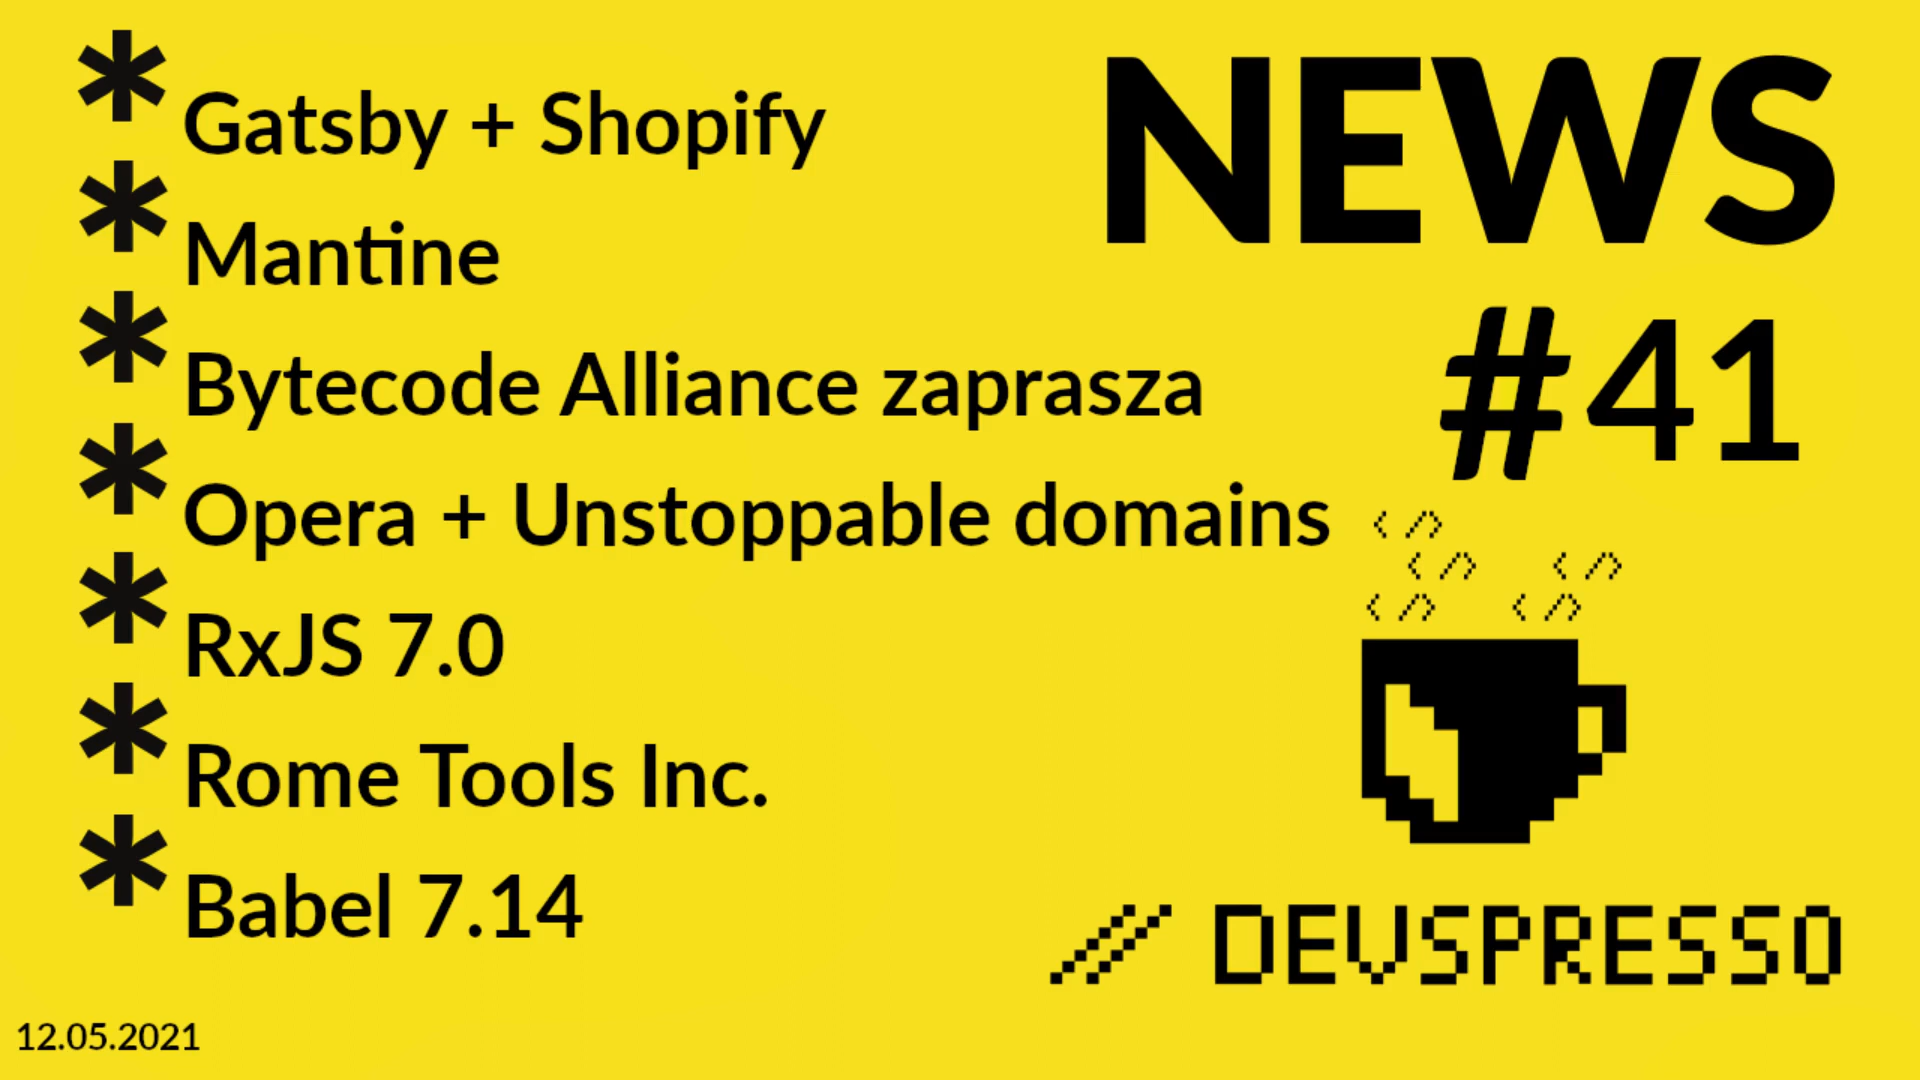 * Gatsby + Shopify
* Mantine
* Bytecode Alliance zaprasza
* Opera + Unstoppable domains
* RxJS 7.0
* Rome Tools Inc.
* Babel 7.14
12.05.2021
NEWS
#41
</>
</> </>
</> </>
// DEVSPRESSO